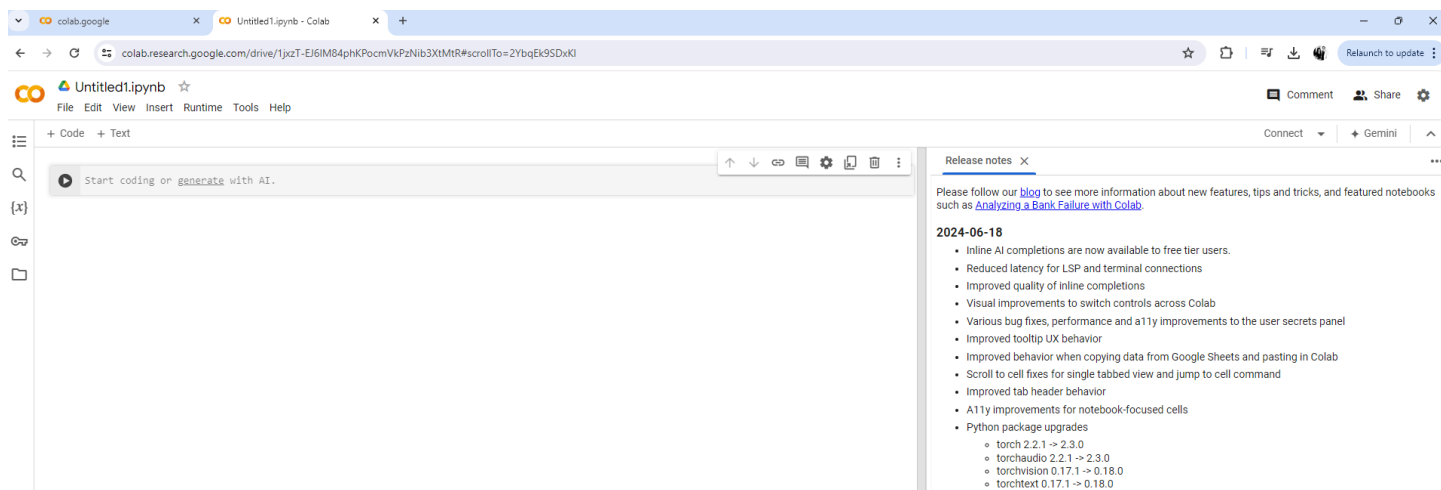 colab.google
Untitled1.ipynb - Colab
colab.research.google.com/drive/1jxzT-EJ6lM84phKPocmVkPzNib3XtMtR#scrollTo=2YbqEk9SDxKl
Relaunch to update
Untitled1.ipynb
File Edit View Insert Runtime Tools Help
Comment Share
+ Code + Text
Connect Gemini
Start coding or generate with AI.
{x}
Release notes
Please follow our blog to see more information about new features, tips and tricks, and featured notebooks
such as Analyzing a Bank Failure with Colab.
2024-06-18
• Inline AI completions are now available to free tier users.
• Reduced latency for LSP and terminal connections
• Improved quality of inline completions
• Visual improvements to switch controls across Colab
• Various bug fixes, performance and a11y improvements to the user secrets panel
• Improved tooltip UX behavior
• Improved behavior when copying data from Google Sheets and pasting in Colab
• Scroll to cell fixes for single tabbed view and jump to cell command
• Improved tab header behavior
• A11y improvements for notebook-focused cells
• Python package upgrades
◦ torch 2.2.1 -> 2.3.0
◦ torchaudio 2.2.1 -> 2.3.0
◦ torchvision 0.17.1 -> 0.18.0
◦ torchtext 0.17.1 -> 0.18.0